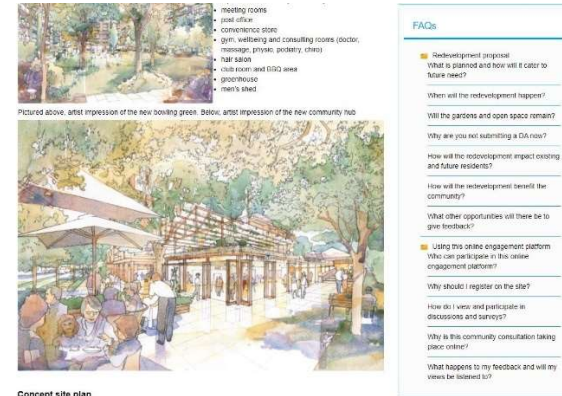 meeting rooms
post office
convenience store
gym, wellbeing and consulting rooms (doctor,
massage, physio, podiatry, chiro)
hair salon
club room and BBQ area
greenhouse
men's shed
Pictured above, artist impression of the new bowling green. Below, artist impression of the new community hub
Concept site plan
FAQs
Redevelopment proposal
What is planned and how will it cater to
future need?
When will the redevelopment happen?
Will the gardens and open space remain?
Why are you not submitting a DA now?
How will the redevelopment impact existing
and future residents?
How will the redevelopment benefit the
community?
What other opportunities will there be to
give feedback?
Using this online engagement platform
Who can participate in this online
engagement platform?
Why should I register on the site?
How do I view and participate in
discussions and surveys?
Why is this community consultation taking
place online?
What happens to my feedback and will my
views be listened to?